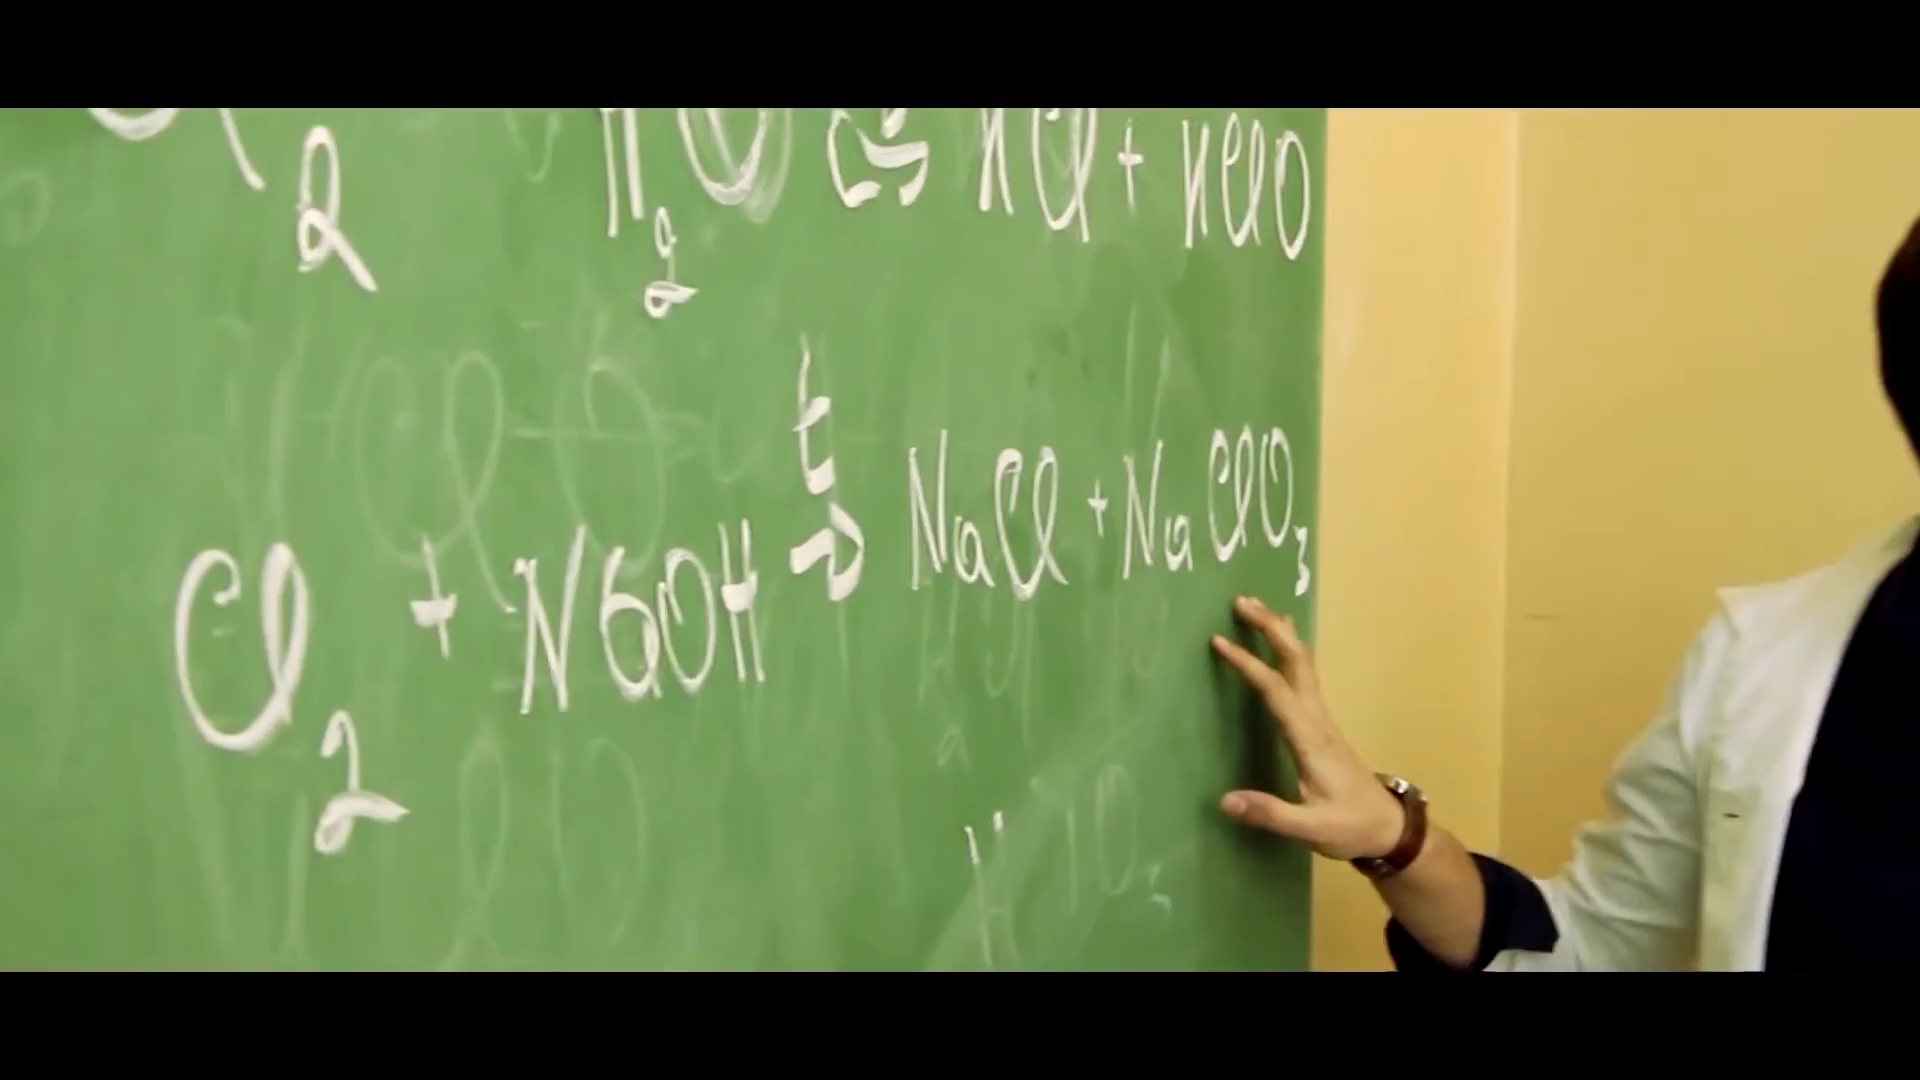 Cl₂ H₂O ⇆ HCl + HClO
t
Cl₂ + NaOH → NaCl + NaClO₃